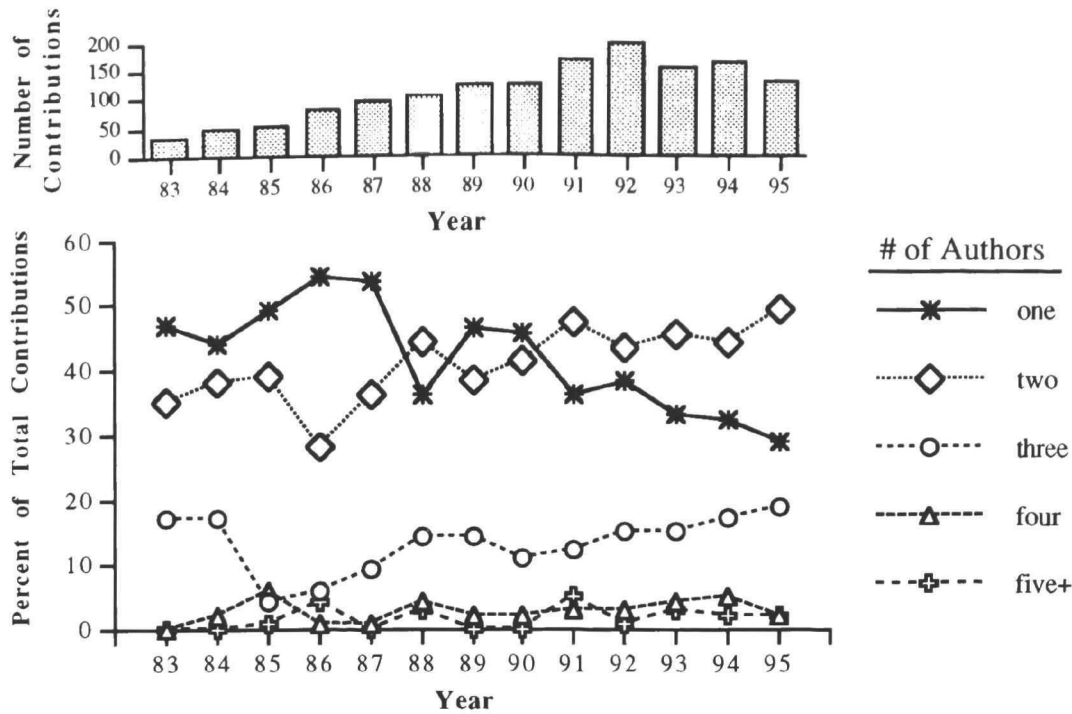 Number of
Contributions
200
150
100
50
0
83 84 85 86 87 88 89 90 91 92 93 94 95
Year
Percent of Total Contributions
60
50
40
30
20
10
0
83 84 85 86 87 88 89 90 91 92 93 94 95
Year
# of Authors
one
two
three
four
five+